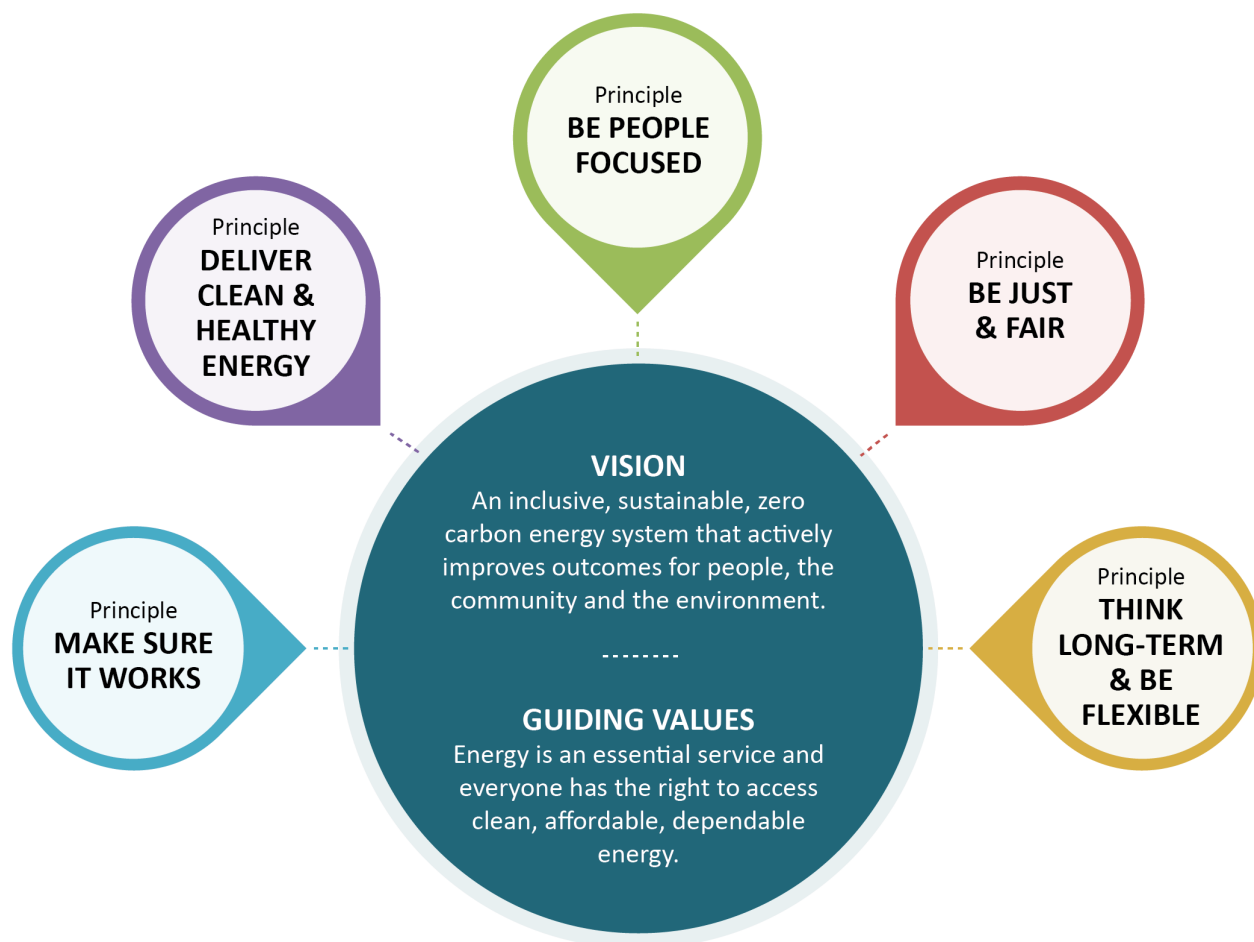 Principle
BE PEOPLE
FOCUSED
Principle
DELIVER
CLEAN &
HEALTHY
ENERGY
Principle
BE JUST
& FAIR
Principle
MAKE SURE
IT WORKS
Principle
THINK
LONG-TERM
& BE
FLEXIBLE
VISION
An inclusive, sustainable, zero
carbon energy system that actively
improves outcomes for people, the
community and the environment.
GUIDING VALUES
Energy is an essential service and
everyone has the right to access
clean, affordable, dependable
energy.